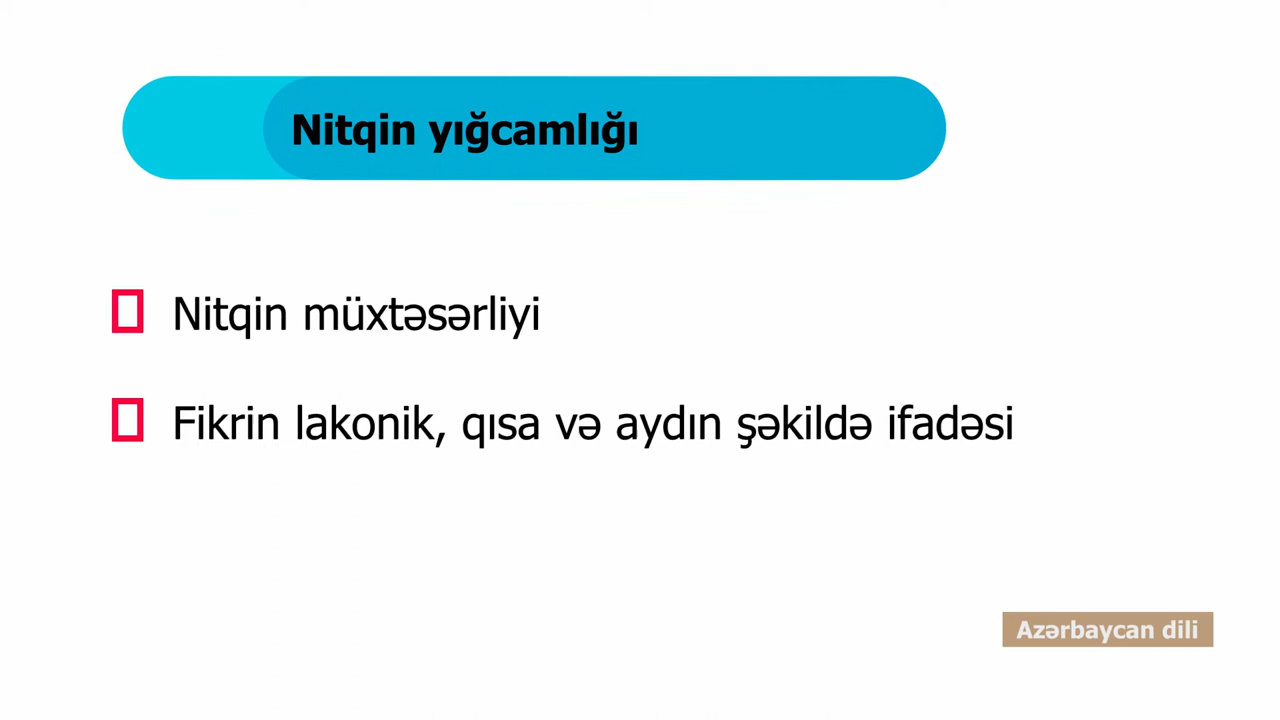 Nitqin yığcamlığı
Nitqin müxtəsərliyi
Fikrin lakonik, qısa və aydın şəkildə ifadəsi
Azərbaycan dili